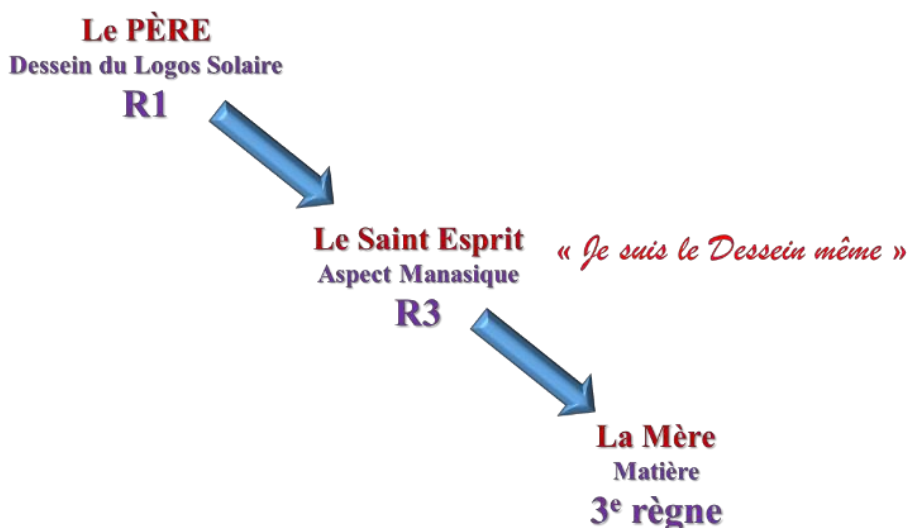 Le PÈRE
Dessein du Logos Solaire
R1
Le Saint Esprit
« Je suis le Dessein même »
Aspect Manasique
R3
La Mère
Matière
3e règne